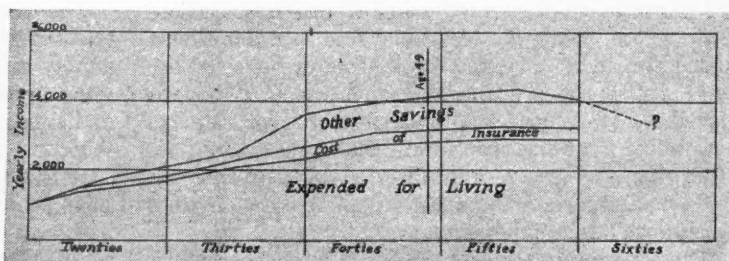 $6,000
4,000
2,000
Yearly Income
Age 49
Other Savings
Cost of Insurance
Expended for Living
?
Twenties Thirties Forties Fifties Sixties